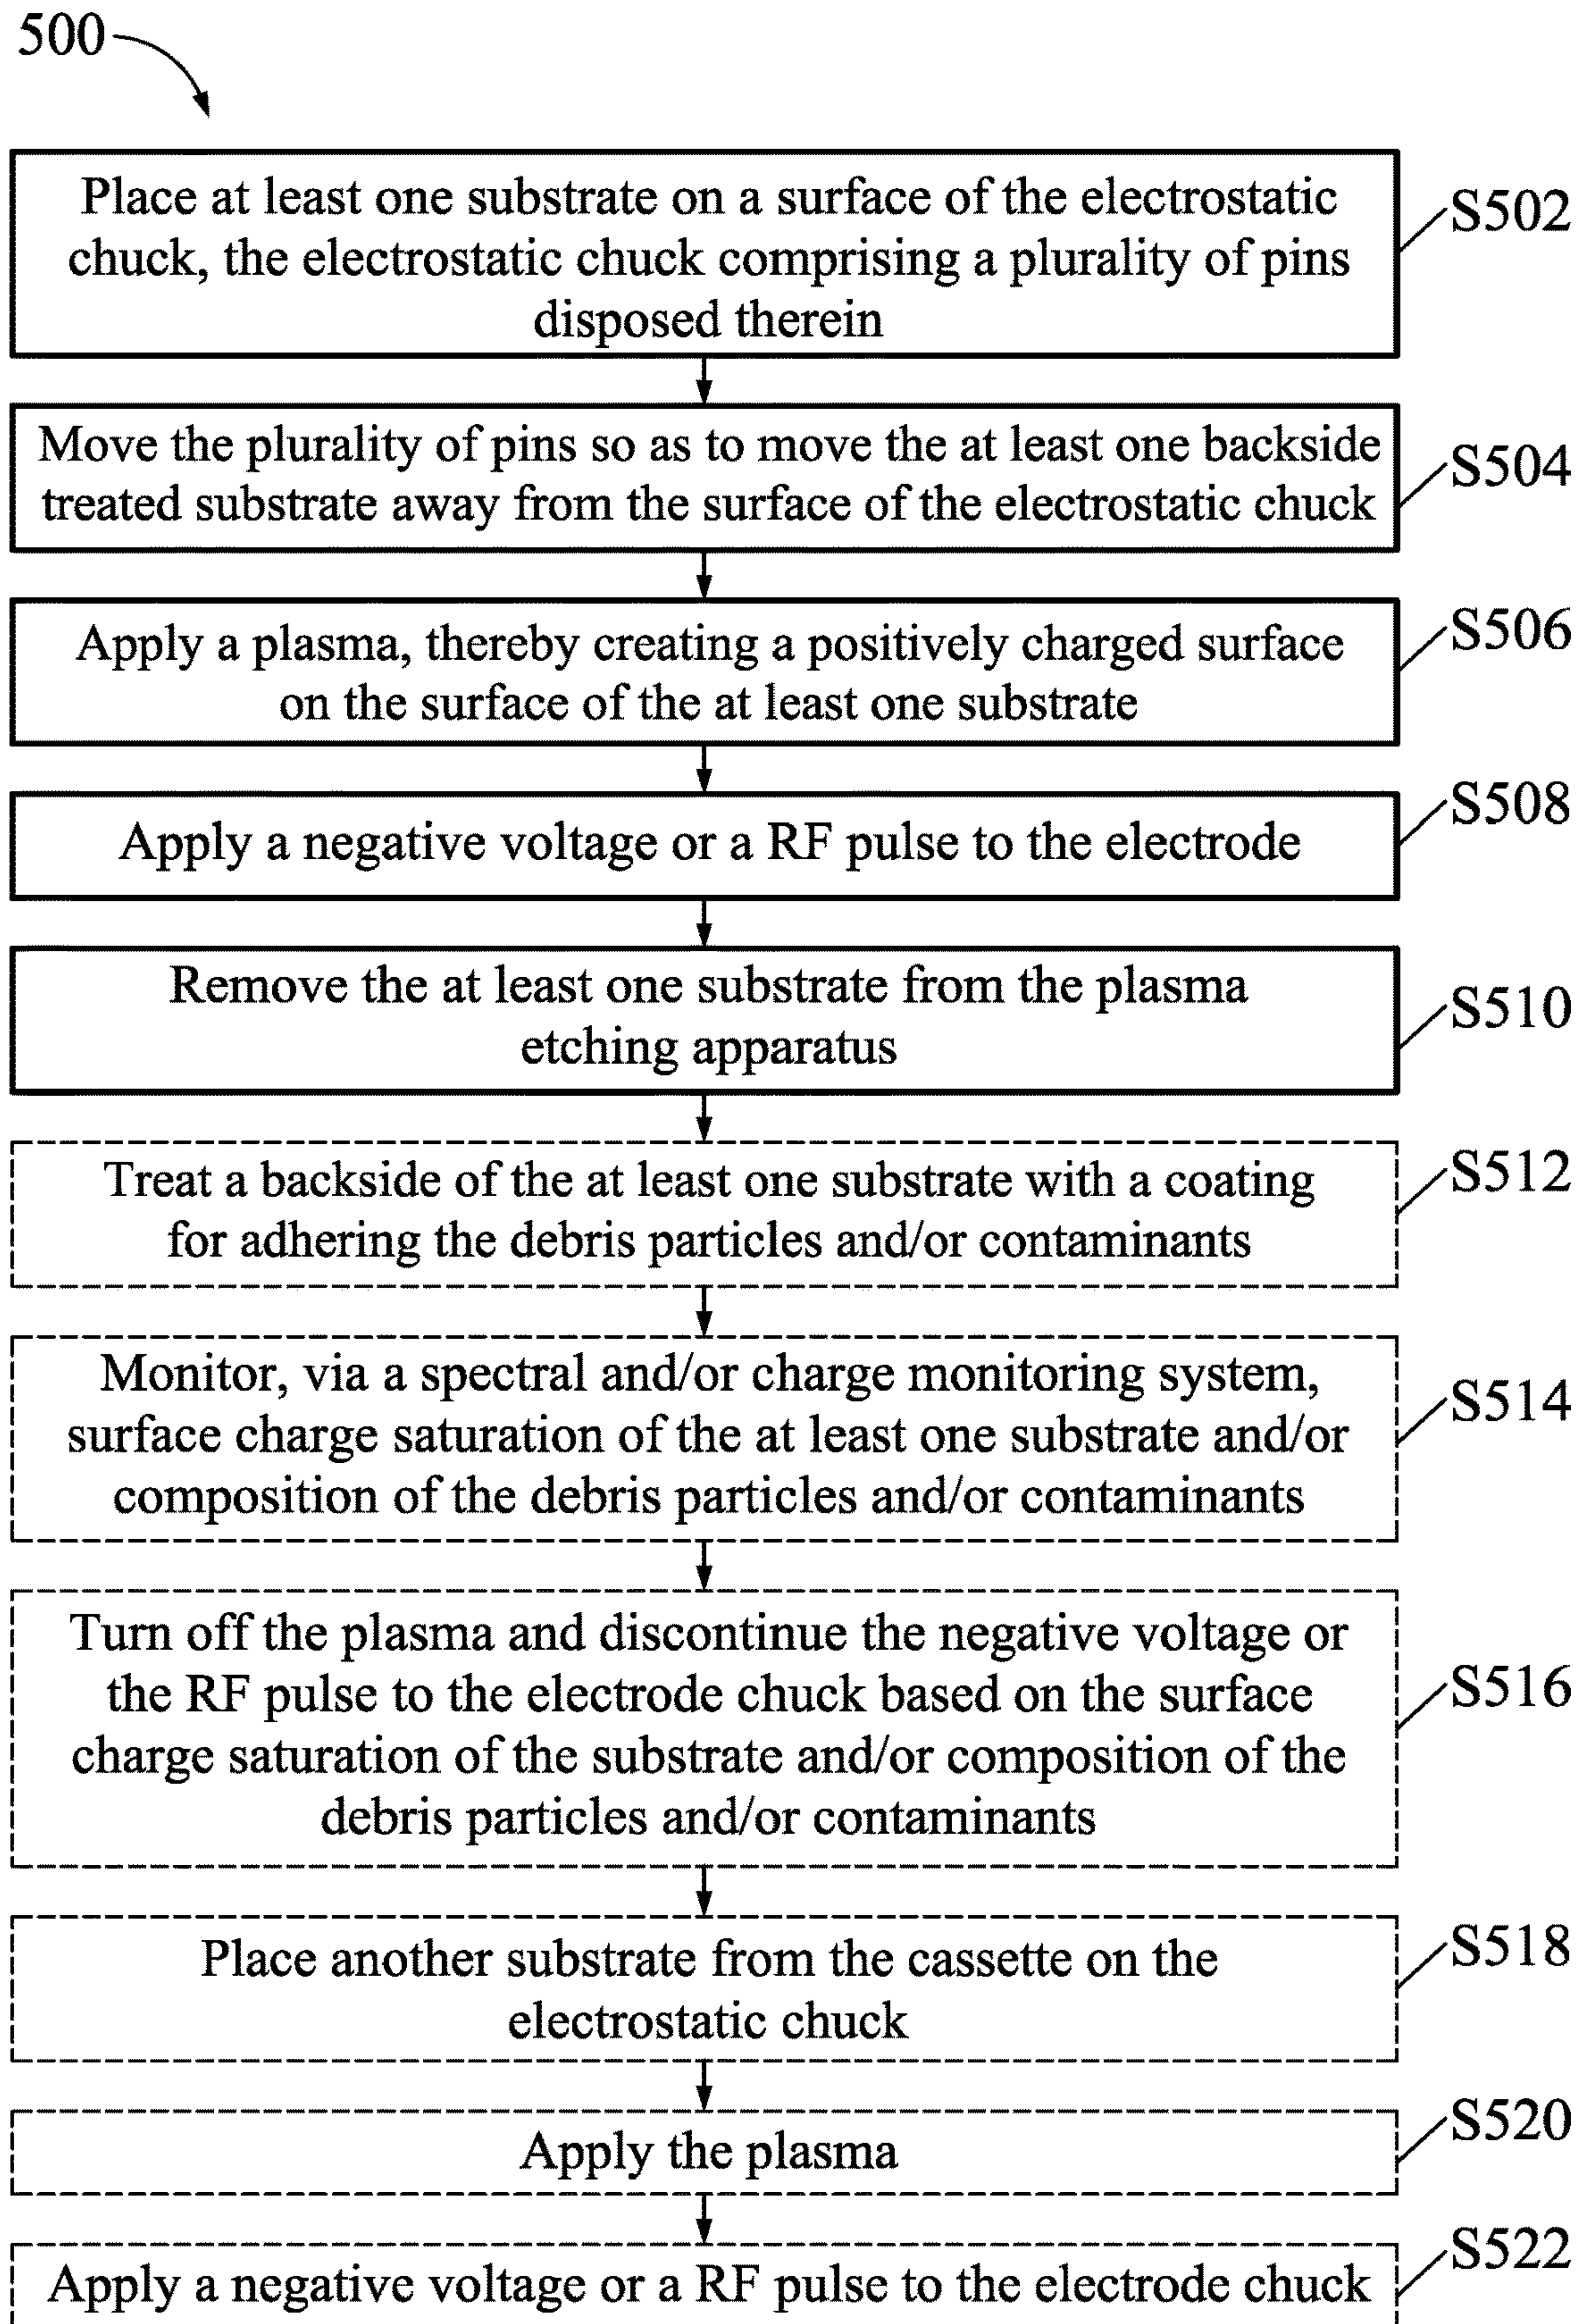 500
Place at least one substrate on a surface of the electrostatic
chuck, the electrostatic chuck comprising a plurality of pins
disposed therein
S502
Move the plurality of pins so as to move the at least one backside
treated substrate away from the surface of the electrostatic chuck
S504
Apply a plasma, thereby creating a positively charged surface
on the surface of the at least one substrate
S506
Apply a negative voltage or a RF pulse to the electrode
S508
Remove the at least one substrate from the plasma
etching apparatus
S510
Treat a backside of the at least one substrate with a coating
for adhering the debris particles and/or contaminants
S512
Monitor, via a spectral and/or charge monitoring system,
surface charge saturation of the at least one substrate and/or
composition of the debris particles and/or contaminants
S514
Turn off the plasma and discontinue the negative voltage or
the RF pulse to the electrode chuck based on the surface
charge saturation of the substrate and/or composition of the
debris particles and/or contaminants
S516
Place another substrate from the cassette on the
electrostatic chuck
S518
Apply the plasma
S520
Apply a negative voltage or a RF pulse to the electrode chuck
S522